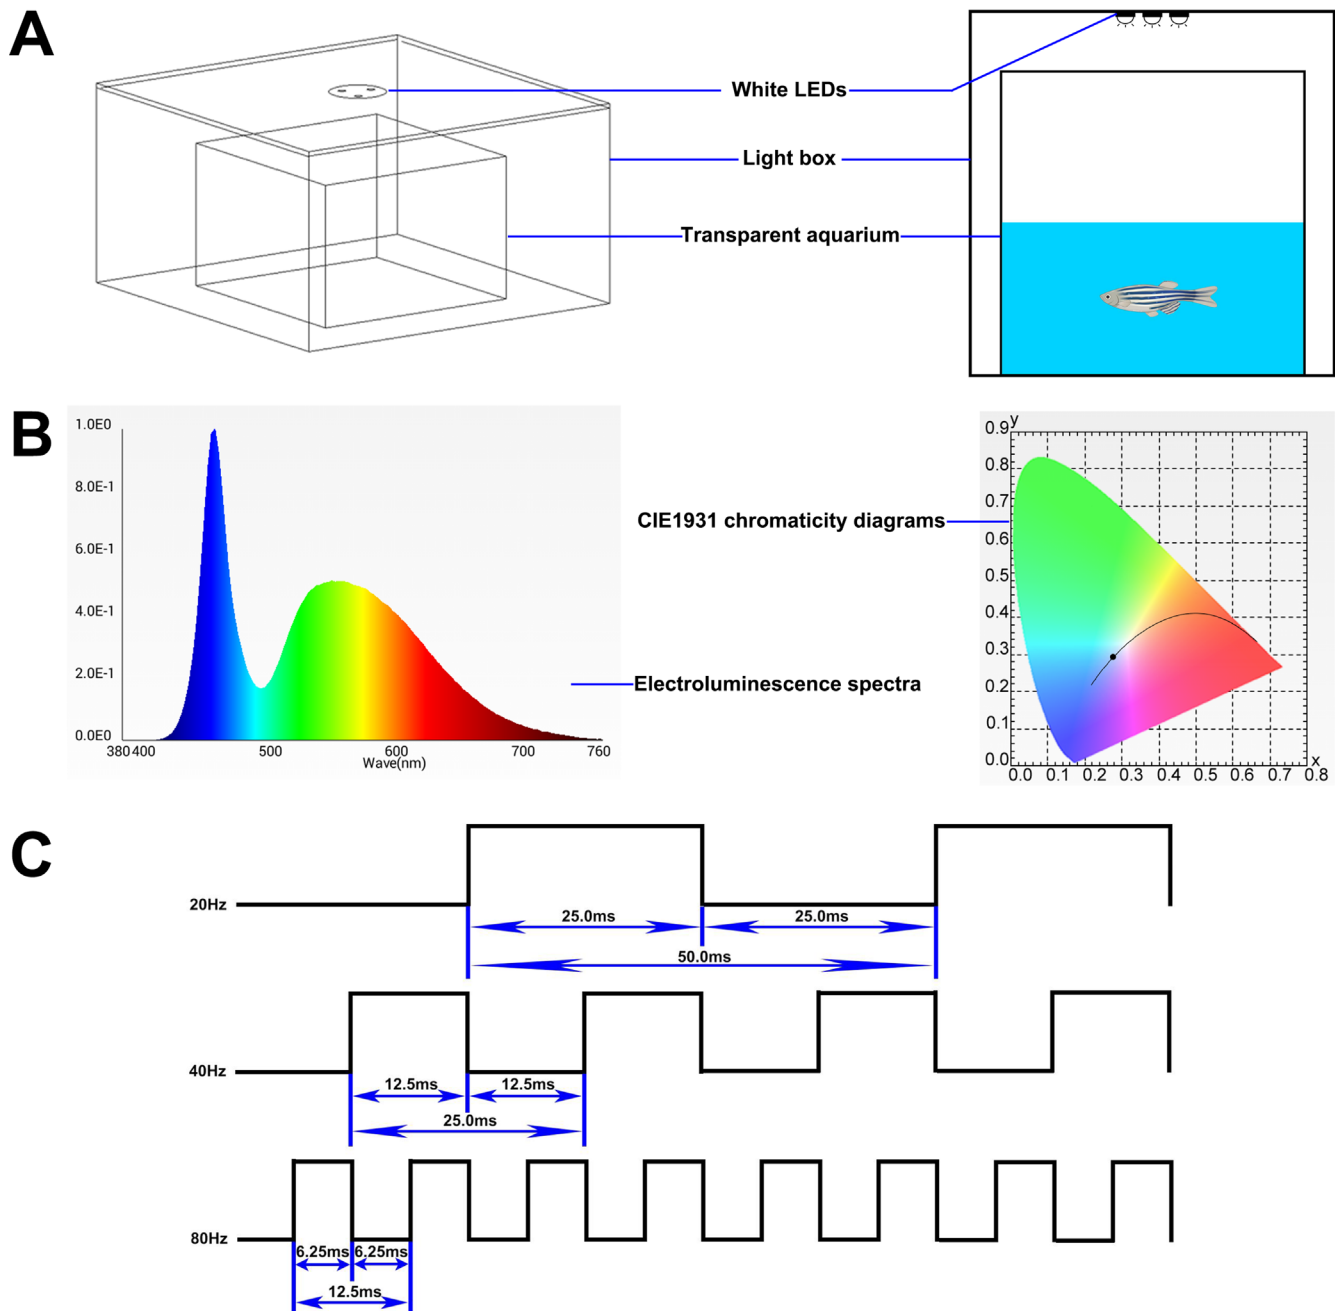 A
White LEDs
Light box
Transparent aquarium
B
1.0E0
8.0E-1
6.0E-1
4.0E-1
2.0E-1
0.0E0
380 400 500 600 700 760
Wave(nm)
CIE1931 chromaticity diagrams
Electroluminescence spectra
y
0.9
0.8
0.7
0.6
0.5
0.4
0.3
0.2
0.1
0.0
x
0.0 0.1 0.2 0.3 0.4 0.5 0.6 0.7 0.8
C
20Hz
25.0ms 25.0ms
50.0ms
40Hz
12.5ms 12.5ms
25.0ms
80Hz
6.25ms 6.25ms
12.5ms